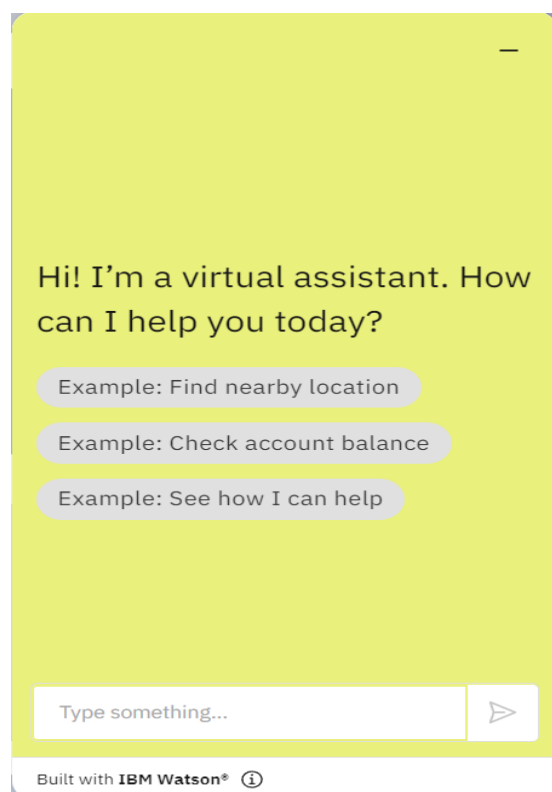 Hi! I’m a virtual assistant. How
can I help you today?
Example: Find nearby location
Example: Check account balance
Example: See how I can help
Type something...
Built with IBM Watson®